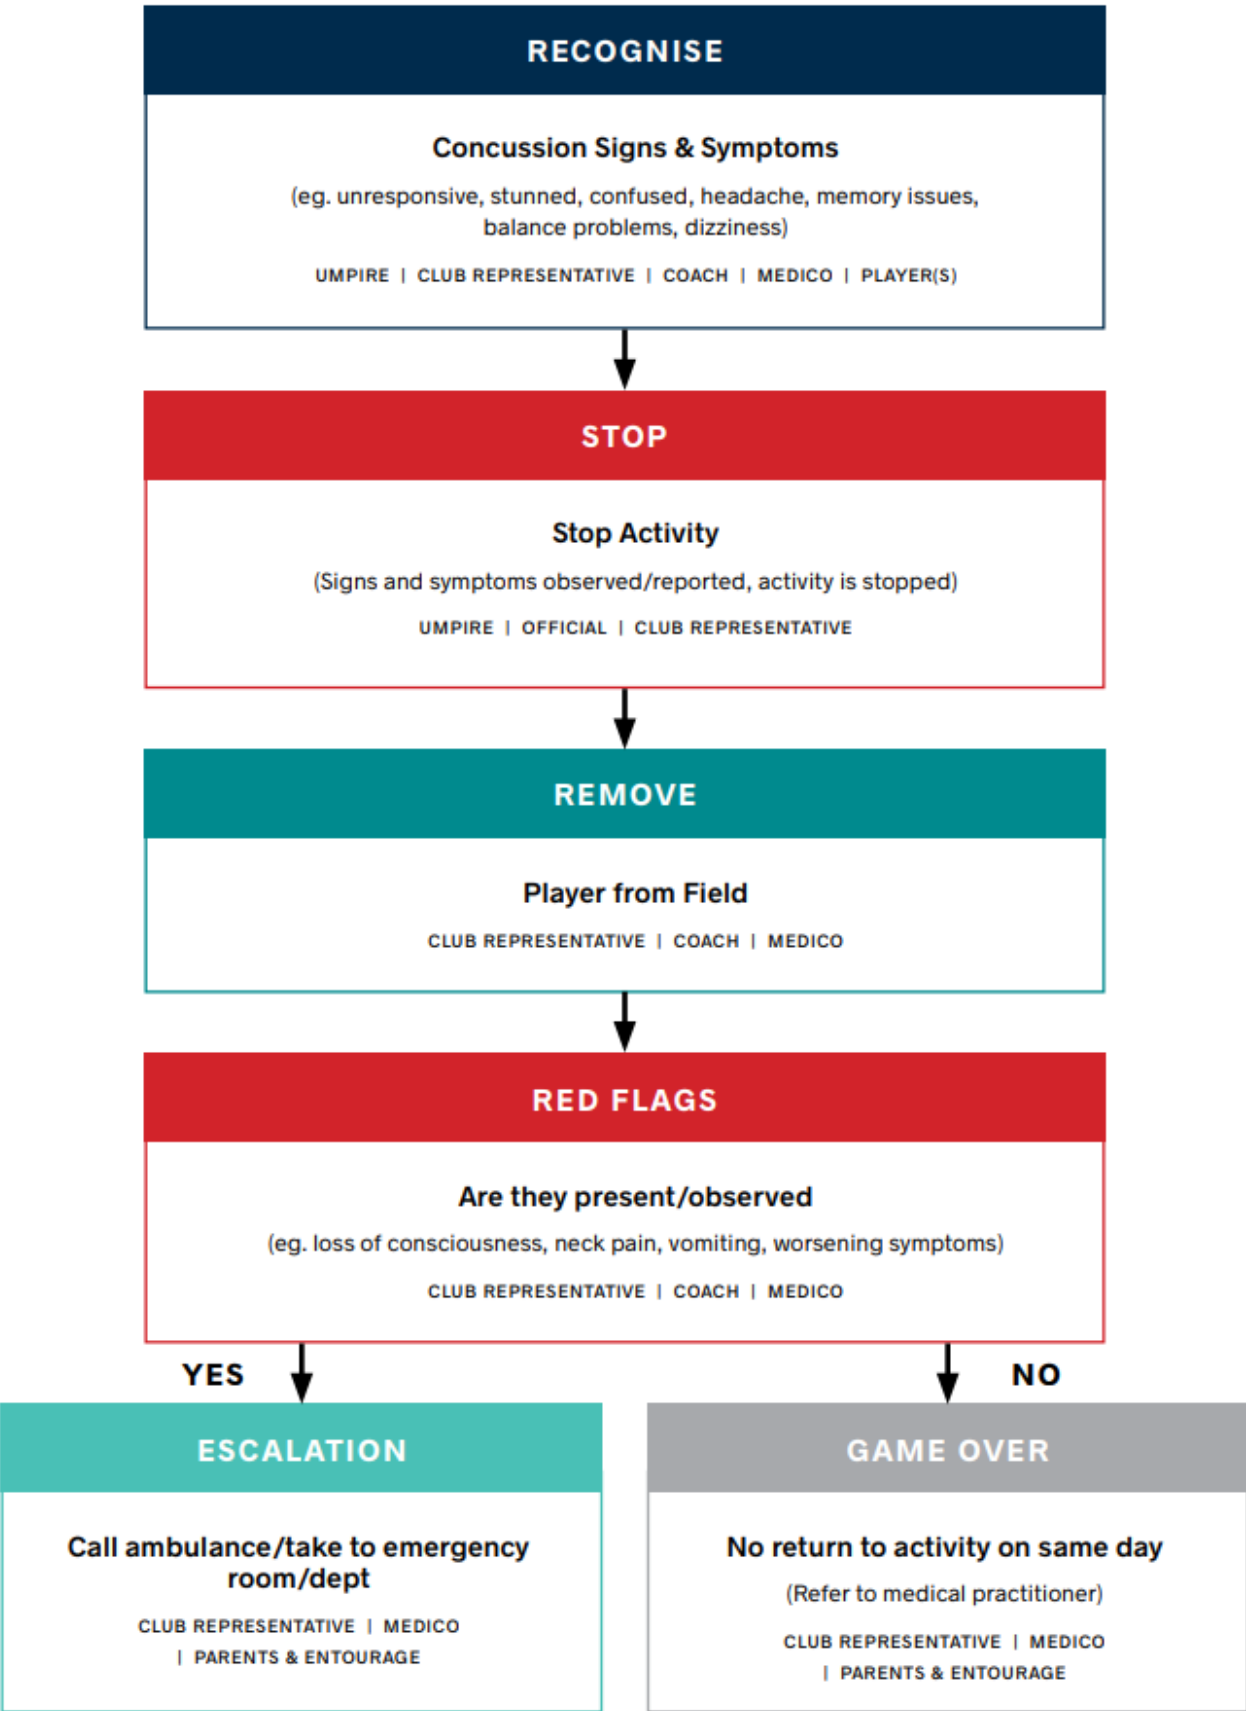 RECOGNISE
Concussion Signs & Symptoms
(eg. unresponsive, stunned, confused, headache, memory issues,
balance problems, dizziness)
UMPIRE | CLUB REPRESENTATIVE | COACH | MEDICO | PLAYER(S)
STOP
Stop Activity
(Signs and symptoms observed/reported, activity is stopped)
UMPIRE | OFFICIAL | CLUB REPRESENTATIVE
REMOVE
Player from Field
CLUB REPRESENTATIVE | COACH | MEDICO
RED FLAGS
Are they present/observed
(eg. loss of consciousness, neck pain, vomiting, worsening symptoms)
CLUB REPRESENTATIVE | COACH | MEDICO
YES
ESCALATION
Call ambulance/take to emergency
room/dept
CLUB REPRESENTATIVE | MEDICO
| PARENTS & ENTOURAGE
NO
GAME OVER
No return to activity on same day
(Refer to medical practitioner)
CLUB REPRESENTATIVE | MEDICO
| PARENTS & ENTOURAGE